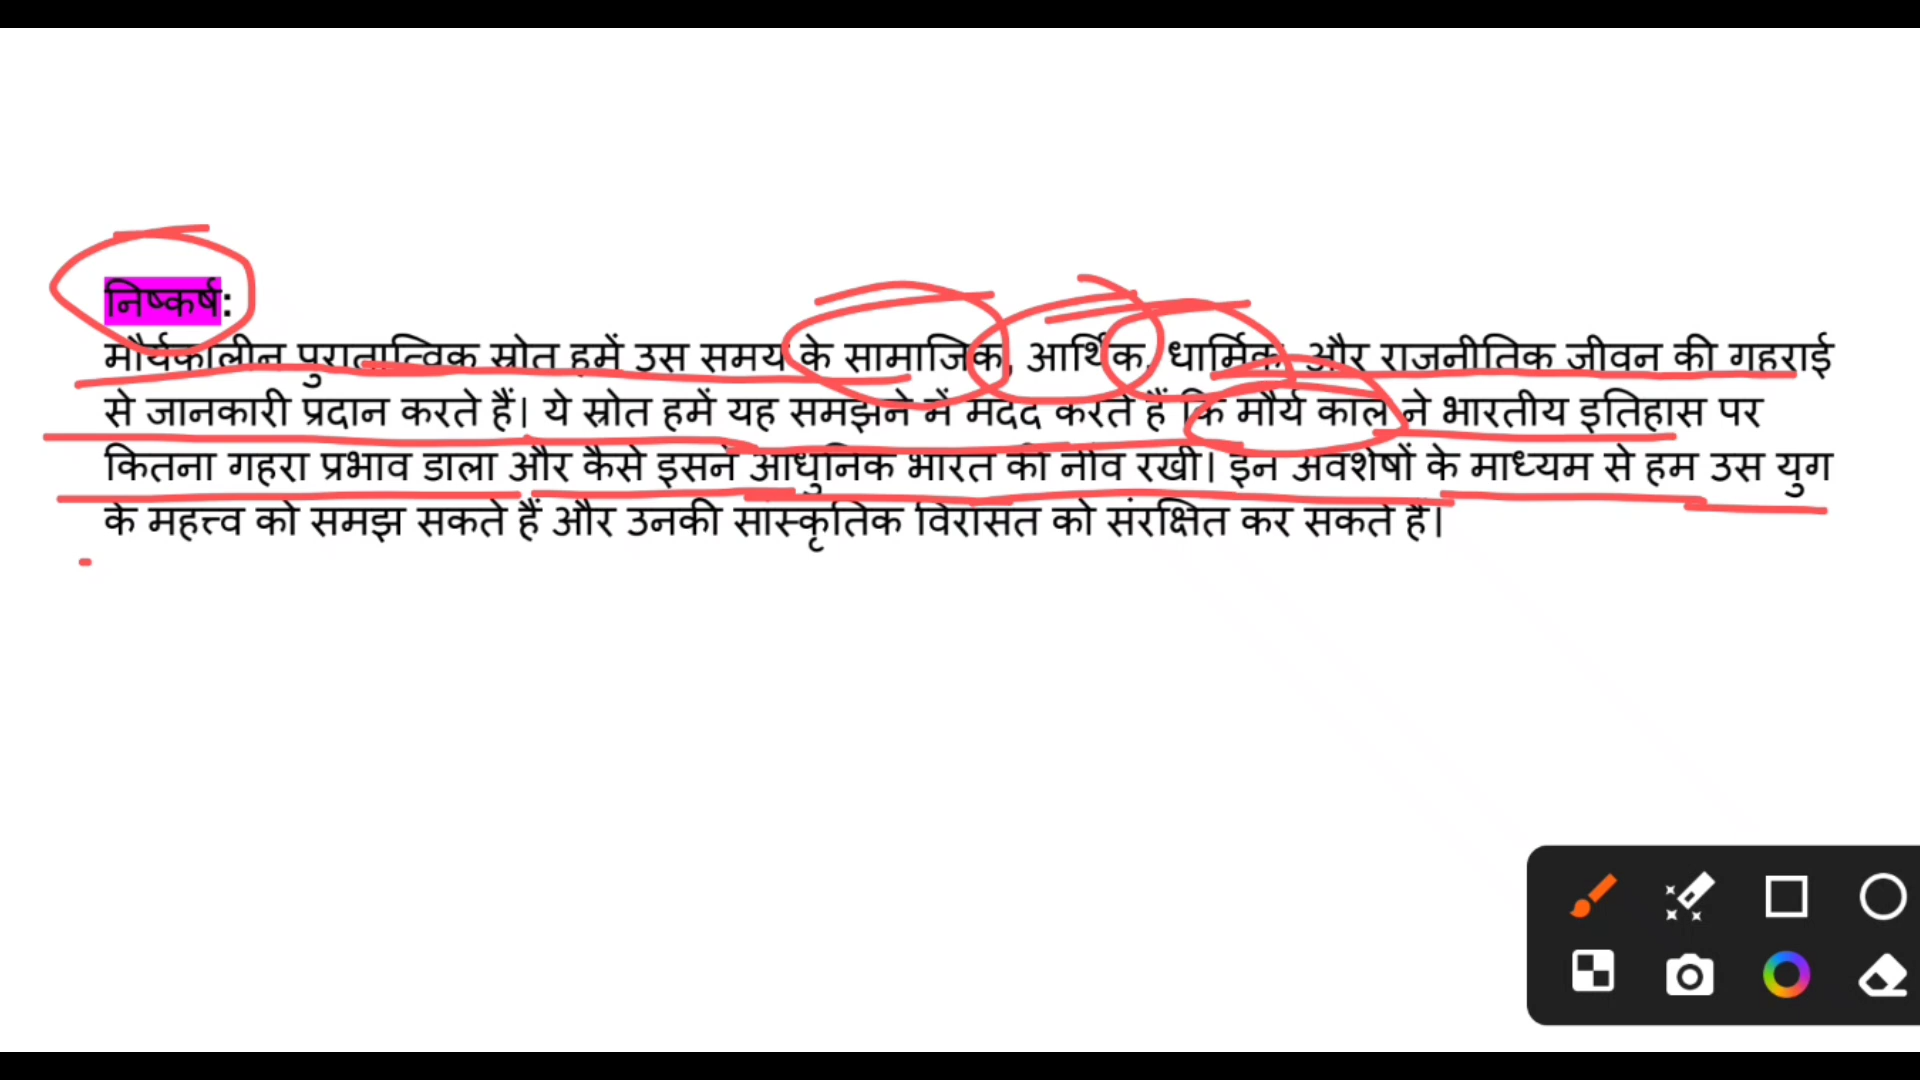 निष्कर्ष:
मौर्यकालीन पुरातात्विक स्रोत हमें उस समय के सामाजिक, आर्थिक, धार्मिक और राजनीतिक जीवन की गहराई
से जानकारी प्रदान करते हैं। ये स्रोत हमें यह समझने में मदद करते हैं कि मौर्य काल ने भारतीय इतिहास पर
कितना गहरा प्रभाव डाला और कैसे इसने आधुनिक भारत की नींव रखी। इन अवशेषों के माध्यम से हम उस युग
के महत्त्व को समझ सकते हैं और उनकी सांस्कृतिक विरासत को संरक्षित कर सकते हैं।